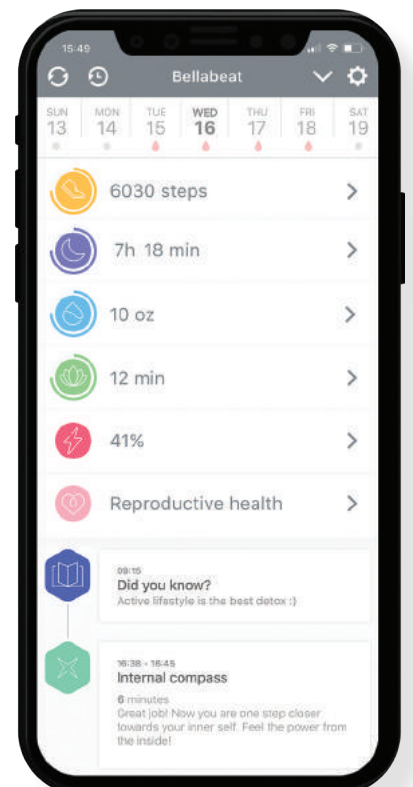 15:49
Bellabeat
SUN MON TUE WED THU FRI SAT
13 14 15 16 17 18 19
6030 steps
7h 18 min
10 oz
12 min
41%
Reproductive health
09:15
Did you know?
Active lifestyle is the best detox :)
16:38 - 16:45
Internal compass
6 minutes
Great job! Now you are one step closer
towards your inner self. Feel the power from
the inside!